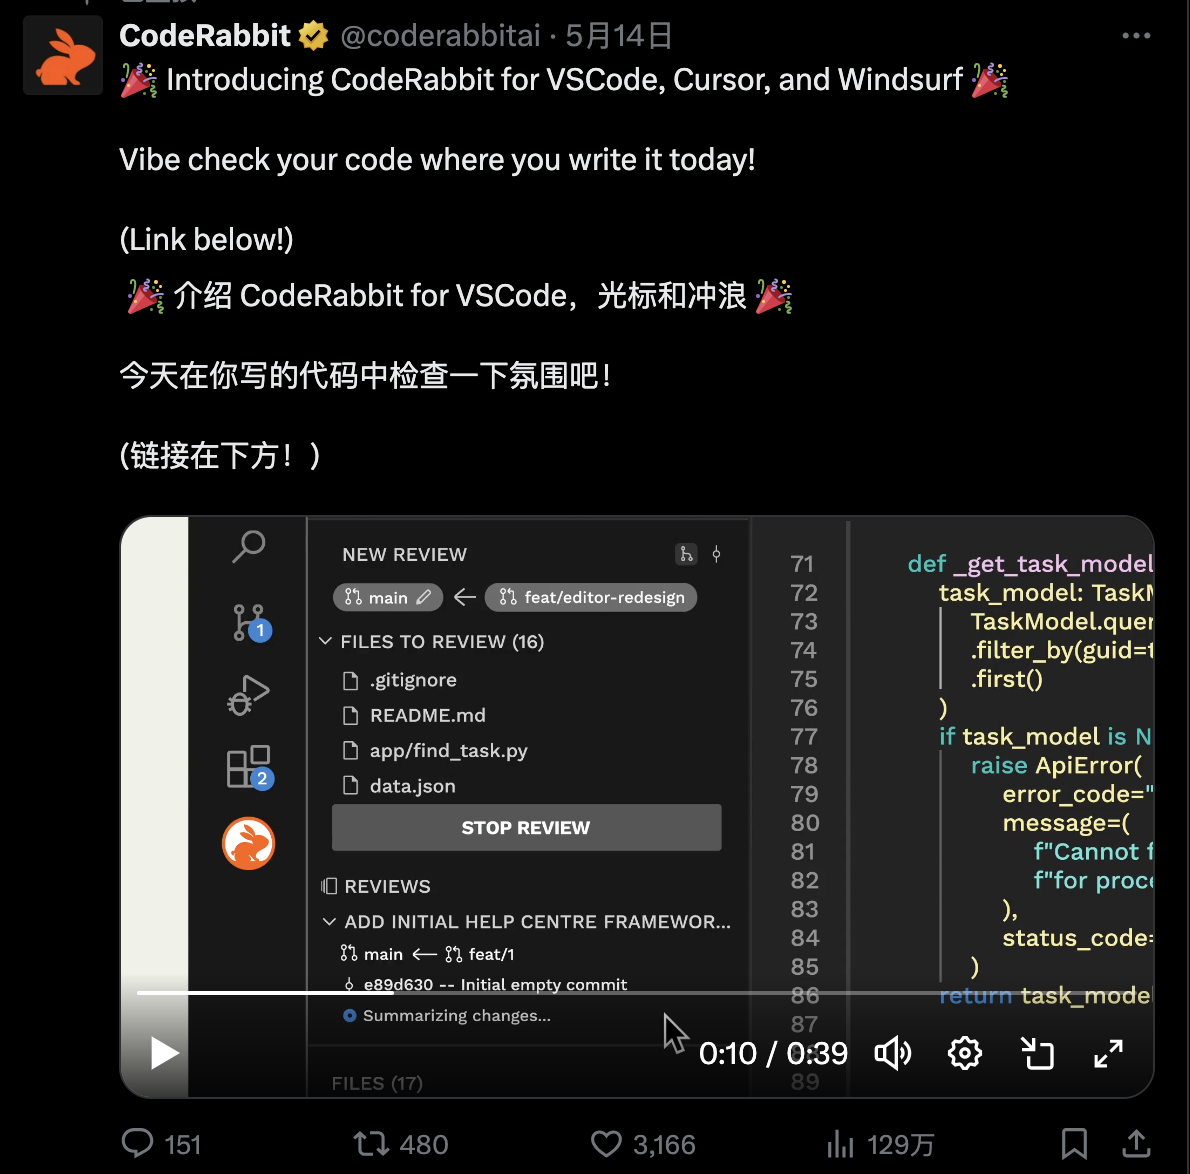 CodeRabbit @coderabbitai · 5月14日
🎉 Introducing CodeRabbit for VSCode, Cursor, and Windsurf 🎉
Vibe check your code where you write it today!
(Link below!)
🎉 介绍 CodeRabbit for VSCode，光标和冲浪 🎉
今天在你写的代码中检查一下氛围吧！
(链接在下方！)
NEW REVIEW
main ← feat/editor-redesign
FILES TO REVIEW (16)
.gitignore
README.md
app/find_task.py
data.json
STOP REVIEW
REVIEWS
ADD INITIAL HELP CENTRE FRAMEWOR...
main ← feat/1
e89d630 -- Initial empty commit
Summarizing changes...
FILES (17)
1
2
71 def _get_task_model
72 task_model: TaskM
73 TaskModel.quer
74 .filter_by(guid=t
75 .first()
76 )
77 if task_model is N
78 raise ApiError(
79 error_code="
80 message=(
81 f"Cannot f
82 f"for proce
83 ),
84 status_code=
85 )
86 return task_mode
87
89
0:10 / 0:39
151 480 3,166 129万